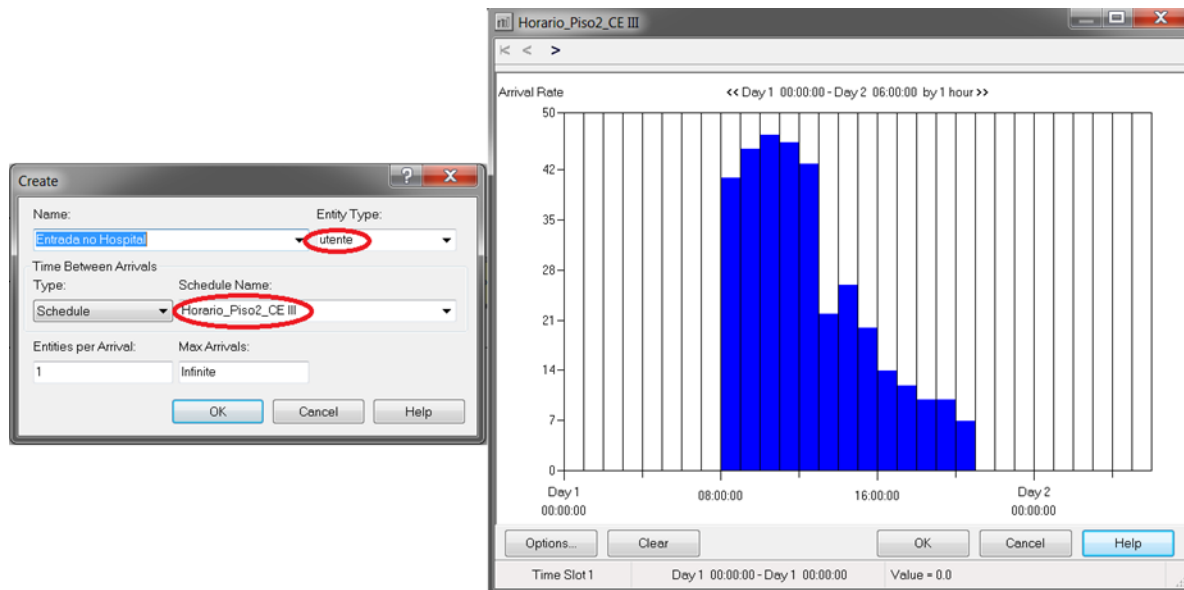 Create
?
X
Name:
Entity Type:
Entrada no Hospital
utente
Time Between Arrivals
Type:
Schedule Name:
Schedule
Horario_Piso2_CE III
Entities per Arrival:
Max Arrivals:
1
Infinite
OK
Cancel
Help
Horario_Piso2_CE III
X
Arrival Rate
<< Day 1 00:00:00 - Day 2 06:00:00 by 1 hour >>
50
42
35
28
21
14
7
0
Day 1
00:00:00
08:00:00
16:00:00
Day 2
00:00:00
Options...
Clear
OK
Cancel
Help
Time Slot 1
Day 1 00:00:00 - Day 1 00:00:00
Value = 0.0